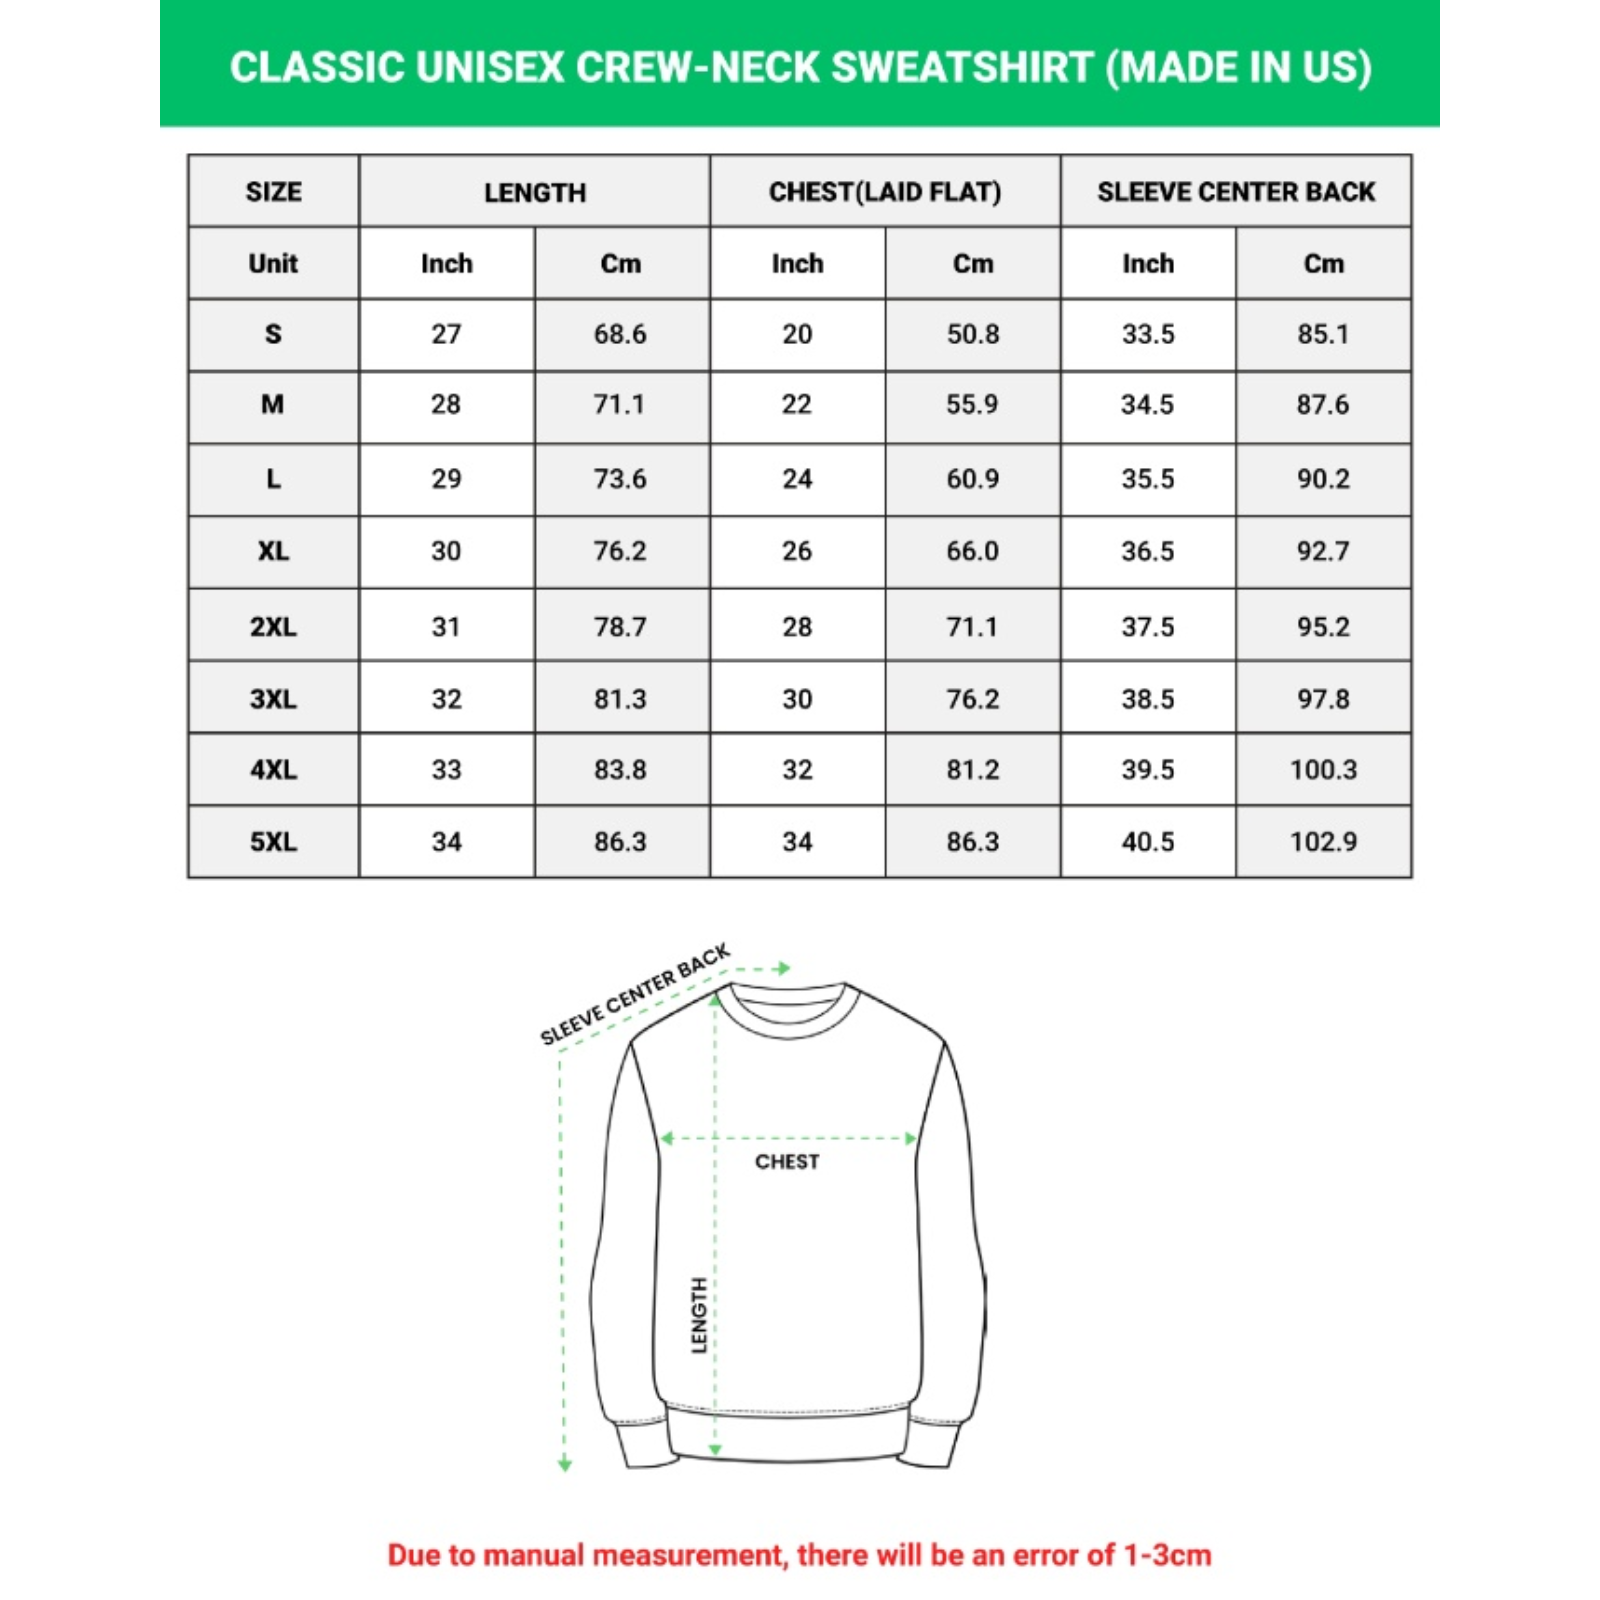 CLASSIC UNISEX CREW-NECK SWEATSHIRT (MADE IN US)
SIZE LENGTH CHEST(LAID FLAT) SLEEVE CENTER BACK
Unit Inch Cm Inch Cm Inch Cm
S 27 68.6 20 50.8 33.5 85.1
M 28 71.1 22 55.9 34.5 87.6
L 29 73.6 24 60.9 35.5 90.2
XL 30 76.2 26 66.0 36.5 92.7
2XL 31 78.7 28 71.1 37.5 95.2
3XL 32 81.3 30 76.2 38.5 97.8
4XL 33 83.8 32 81.2 39.5 100.3
5XL 34 86.3 34 86.3 40.5 102.9
SLEEVE CENTER BACK
CHEST
LENGTH
Due to manual measurement, there will be an error of 1-3cm